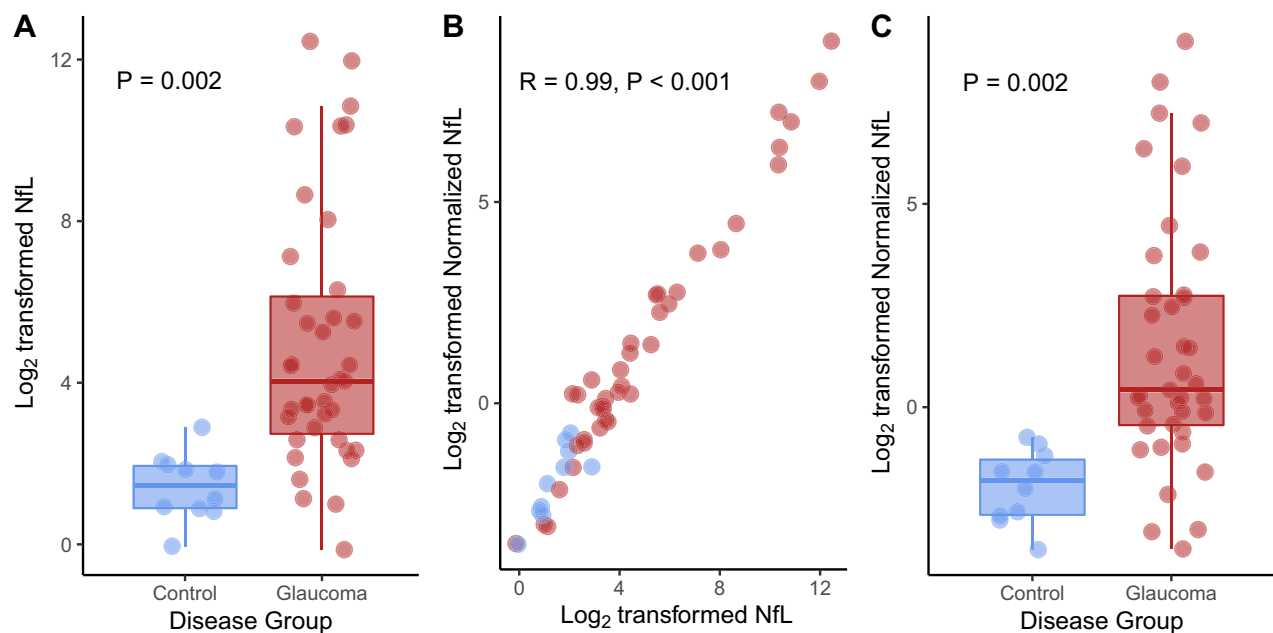 A
P = 0.002
Log2 transformed NfL
12
8
4
0
Control
Glaucoma
Disease Group
B
R = 0.99, P < 0.001
Log2 transformed Normalized NfL
5
0
0
4
8
12
Log2 transformed NfL
C
P = 0.002
Log2 transformed Normalized NfL
5
0
Control
Glaucoma
Disease Group